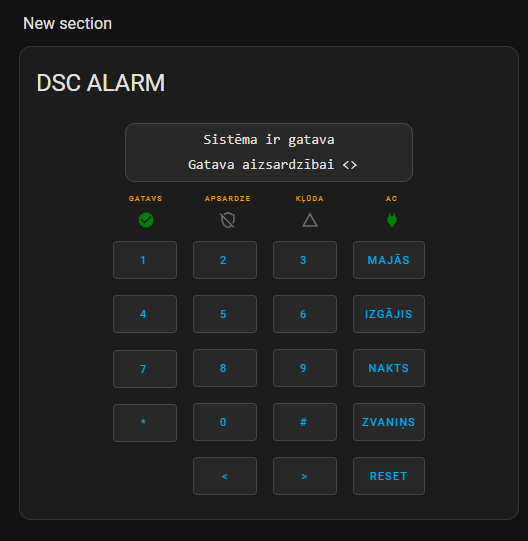 New section
DSC ALARM
Sistēma ir gatava
Gatava aizsardzībai <>
GATAVS APSARDZE KĻŪDA AC
1 2 3 MAJĀS
4 5 6 IZGĀJIS
7 8 9 NAKTS
* 0 # ZVANIŅS
< > RESET